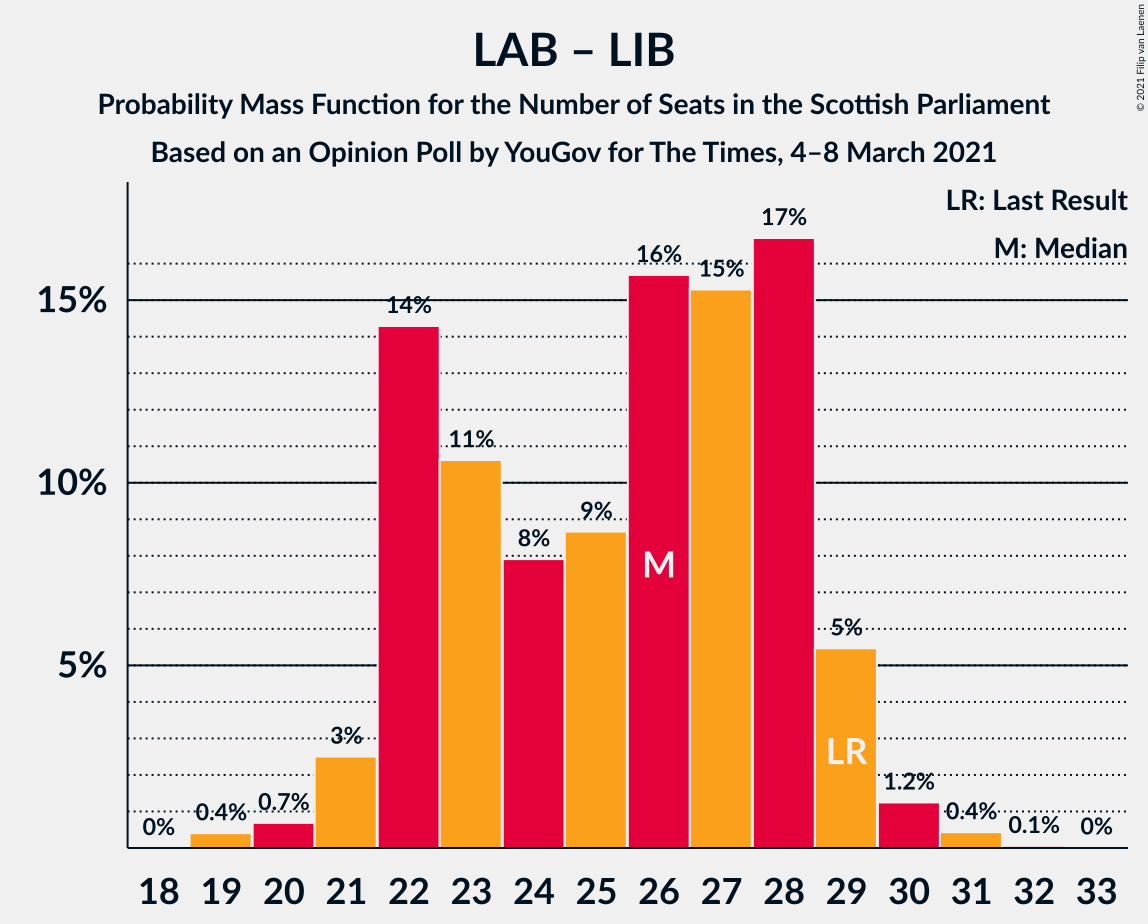 LAB – LIB
Probability Mass Function for the Number of Seats in the Scottish Parliament
Based on an Opinion Poll by YouGov for The Times, 4–8 March 2021
© 2021 Filip van Laenen
LR: Last Result
M: Median
17%
16%
15%
15%
14%
11%
10%
9%
8%
M
5%
5%
3%
LR
1.2%
0% 0.4% 0.7% 0.4% 0.1% 0%
18 19 20 21 22 23 24 25 26 27 28 29 30 31 32 33